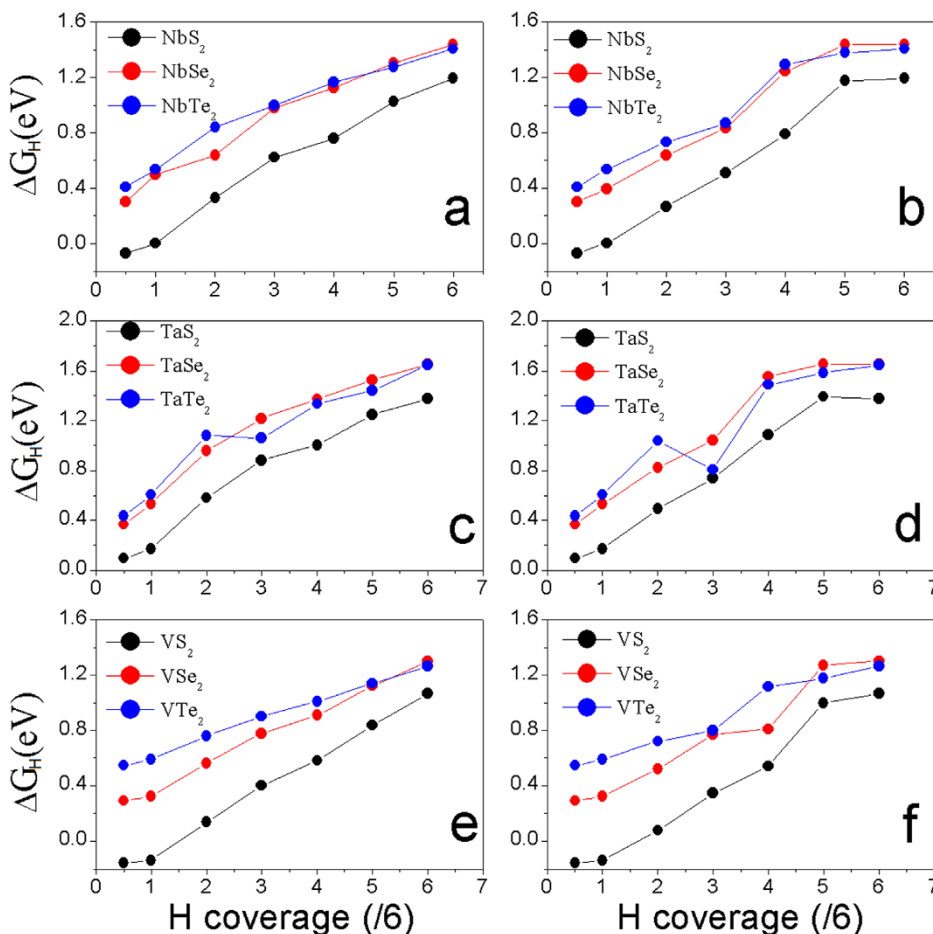 ΔG_H(eV)
1.6
1.2
0.8
0.4
0.0
NbS₂
NbSe₂
NbTe₂
a
0 1 2 3 4 5 6
1.6
1.2
0.8
0.4
0.0
NbS₂
NbSe₂
NbTe₂
b
0 1 2 3 4 5 6
ΔG_H(eV)
2.0
1.6
1.2
0.8
0.4
0.0
TaS₂
TaSe₂
TaTe₂
c
0 1 2 3 4 5 6 7
2.0
1.6
1.2
0.8
0.4
0.0
TaS₂
TaSe₂
TaTe₂
d
0 1 2 3 4 5 6 7
ΔG_H(eV)
1.6
1.2
0.8
0.4
0.0
VS₂
VSe₂
VTe₂
e
0 1 2 3 4 5 6 7
H coverage (/6)
1.6
1.2
0.8
0.4
0.0
VS₂
VSe₂
VTe₂
f
0 1 2 3 4 5 6 7
H coverage (/6)